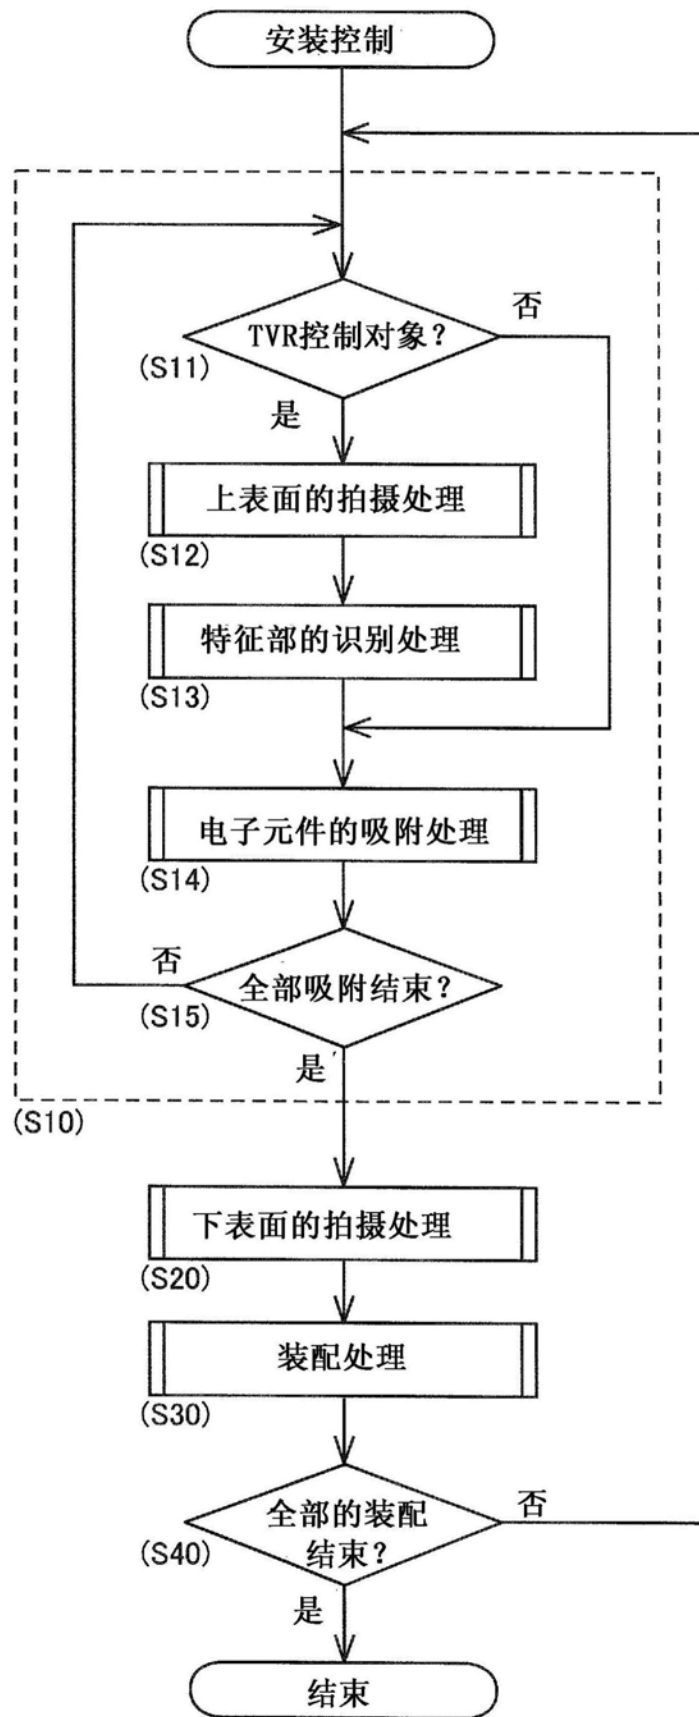 安装控制
TVR控制对象？
否
(S11)
是
上表面的拍摄处理
(S12)
特征部的识别处理
(S13)
电子元件的吸附处理
(S14)
否
全部吸附结束？
(S15)
是
(S10)
下表面的拍摄处理
(S20)
装配处理
(S30)
全部的装配
结束？
否
(S40)
是
结束